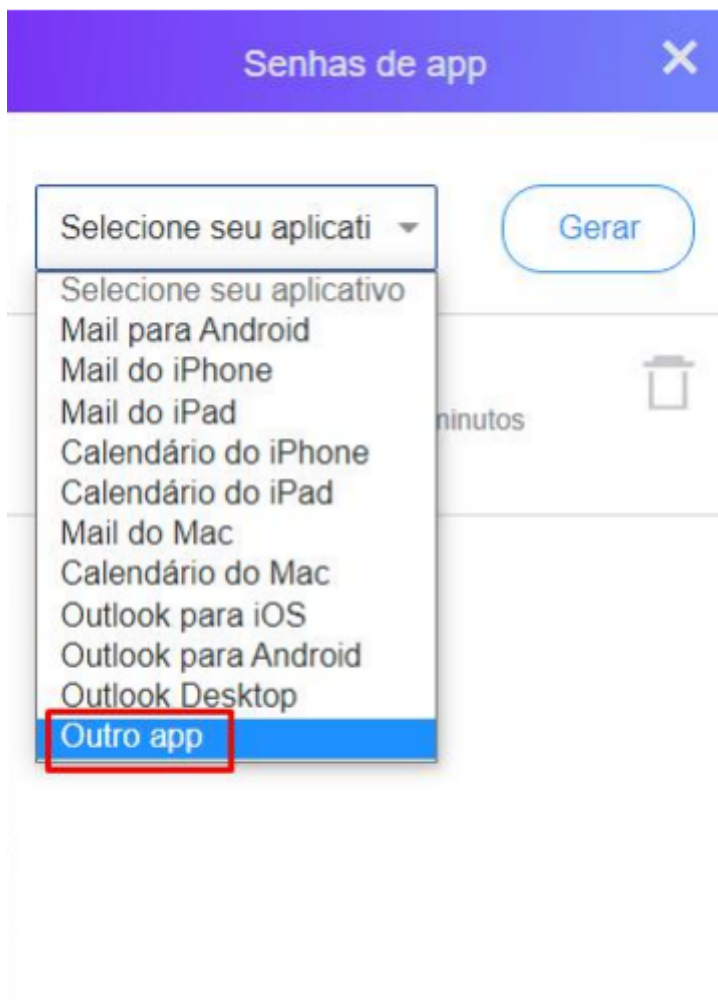 Senhas de app
Selecione seu aplicati
Gerar
Selecione seu aplicativo
Mail para Android
Mail do iPhone
Mail do iPad
minutos
Calendário do iPhone
Calendário do iPad
Mail do Mac
Calendário do Mac
Outlook para iOS
Outlook para Android
Outlook Desktop
Outro app